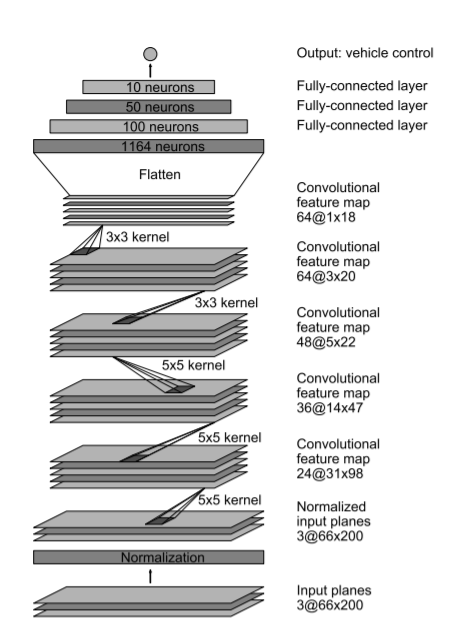 Output: vehicle control
10 neurons
Fully-connected layer
50 neurons
Fully-connected layer
100 neurons
Fully-connected layer
1164 neurons
Flatten
Convolutional
feature map
64@1x18
3x3 kernel
Convolutional
feature map
64@3x20
3x3 kernel
Convolutional
feature map
48@5x22
5x5 kernel
Convolutional
feature map
36@14x47
5x5 kernel
Convolutional
feature map
24@31x98
5x5 kernel
Normalized
input planes
3@66x200
Normalization
Input planes
3@66x200